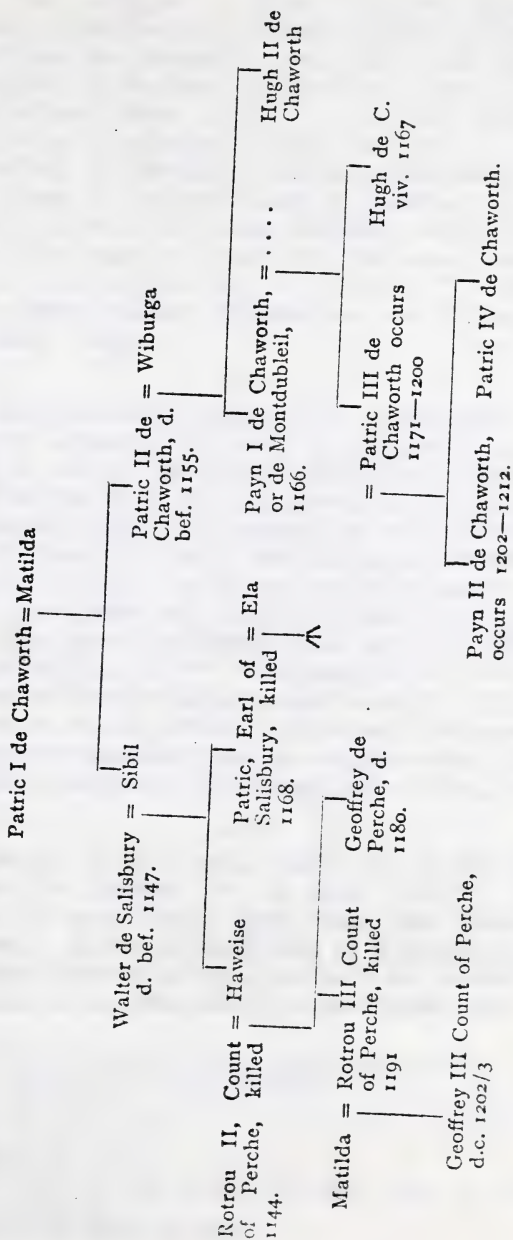 Patric I de Chaworth=Matilda
Walter de Salisbury = Sibil
d. bef. 1147.
Patric II de = Wiburga
Chaworth, d.
bef. 1155.
Rotrou II, Count = Haweise
of Perche, killed
1144.
Patric, Earl of = Ela
Salisbury, killed
1168.
Payn I de Chaworth, = ....
or de Montdubleil,
1166.
Hugh II de
Chaworth
Matilda = Rotrou III Count
of Perche, killed
1191
Geoffrey de
Perche, d.
1180.
= Patric III de
Chaworth occurs
1171—1200
Hugh de C.
viv. 1167
Geoffrey III Count of Perche,
d.c. 1202/3
Payn II de Chaworth,
occurs 1202—1212.
Patric IV de Chaworth.